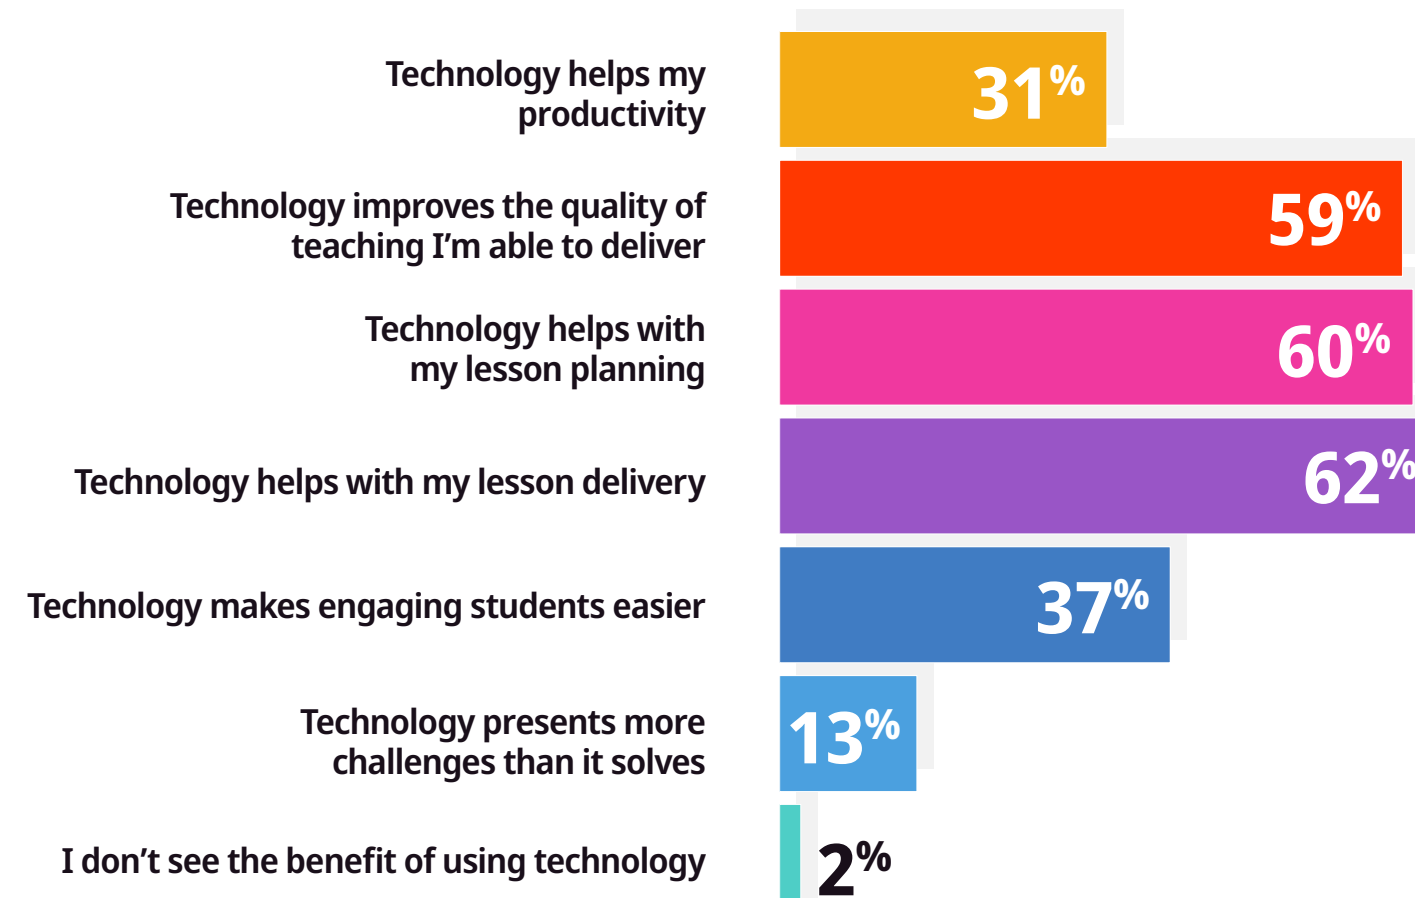 Technology helps my
productivity
31%
Technology improves the quality of
teaching I’m able to deliver
59%
Technology helps with
my lesson planning
60%
Technology helps with my lesson delivery
62%
Technology makes engaging students easier
37%
Technology presents more
challenges than it solves
13%
I don’t see the benefit of using technology
2%